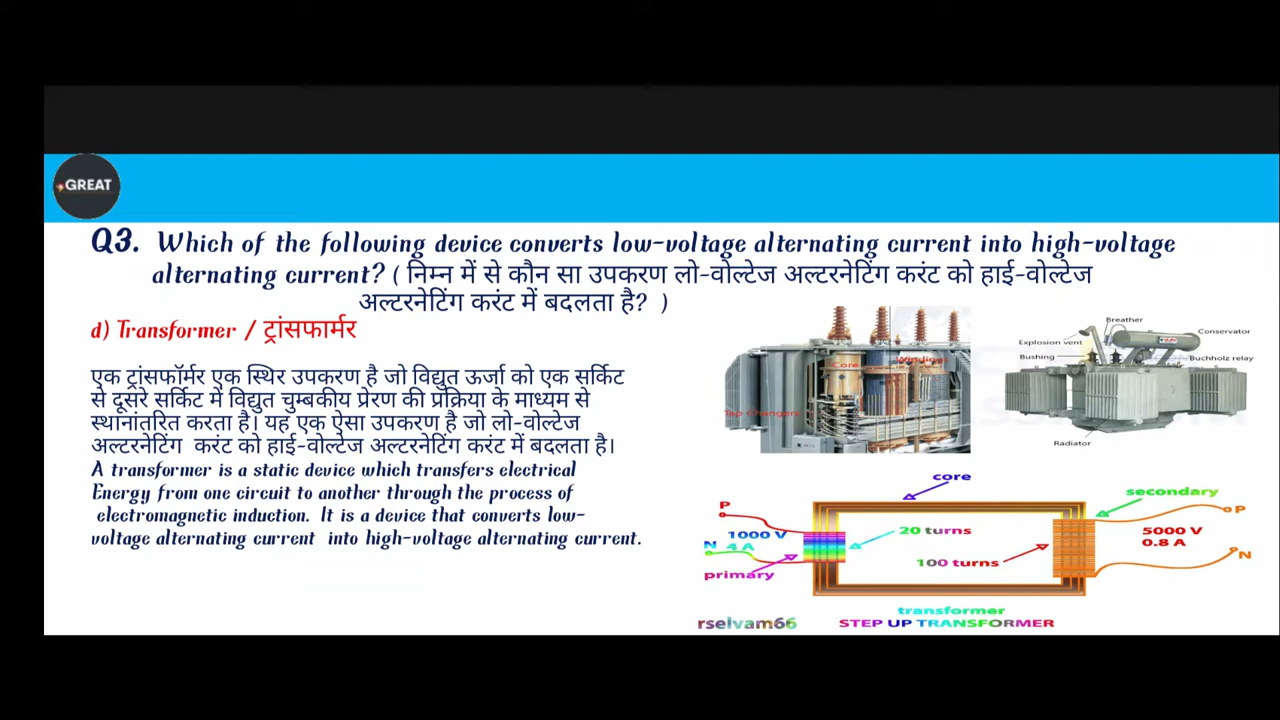 GREAT
Q3. Which of the following device converts low-voltage alternating current into high-voltage
alternating current? ( निम्न में से कौन सा उपकरण लो-वोल्टेज अल्टरनेटिंग करंट को हाई-वोल्टेज
अल्टरनेटिंग करंट में बदलता है? )
d) Transformer / ट्रांसफार्मर
एक ट्रांसफॉर्मर एक स्थिर उपकरण है जो विद्युत ऊर्जा को एक सर्किट
से दूसरे सर्किट में विद्युत चुम्बकीय प्रेरण की प्रक्रिया के माध्यम से
स्थानांतरित करता है। यह एक ऐसा उपकरण है जो लो-वोल्टेज
अल्टरनेटिंग करंट को हाई-वोल्टेज अल्टरनेटिंग करंट में बदलता है।
A transformer is a static device which transfers electrical
Energy from one circuit to another through the process of
electromagnetic induction. It is a device that converts low-
voltage alternating current into high-voltage alternating current.
Core
Windings
Tap Changers
Breather
Explosion vent
Conservator
Bushing
Buchholz relay
Radiator
core
secondary
P
P
1000 V
20 turns
5000 V
N
4 A
0.8 A
N
primary
100 turns
transformer
rselvam66
STEP UP TRANSFORMER